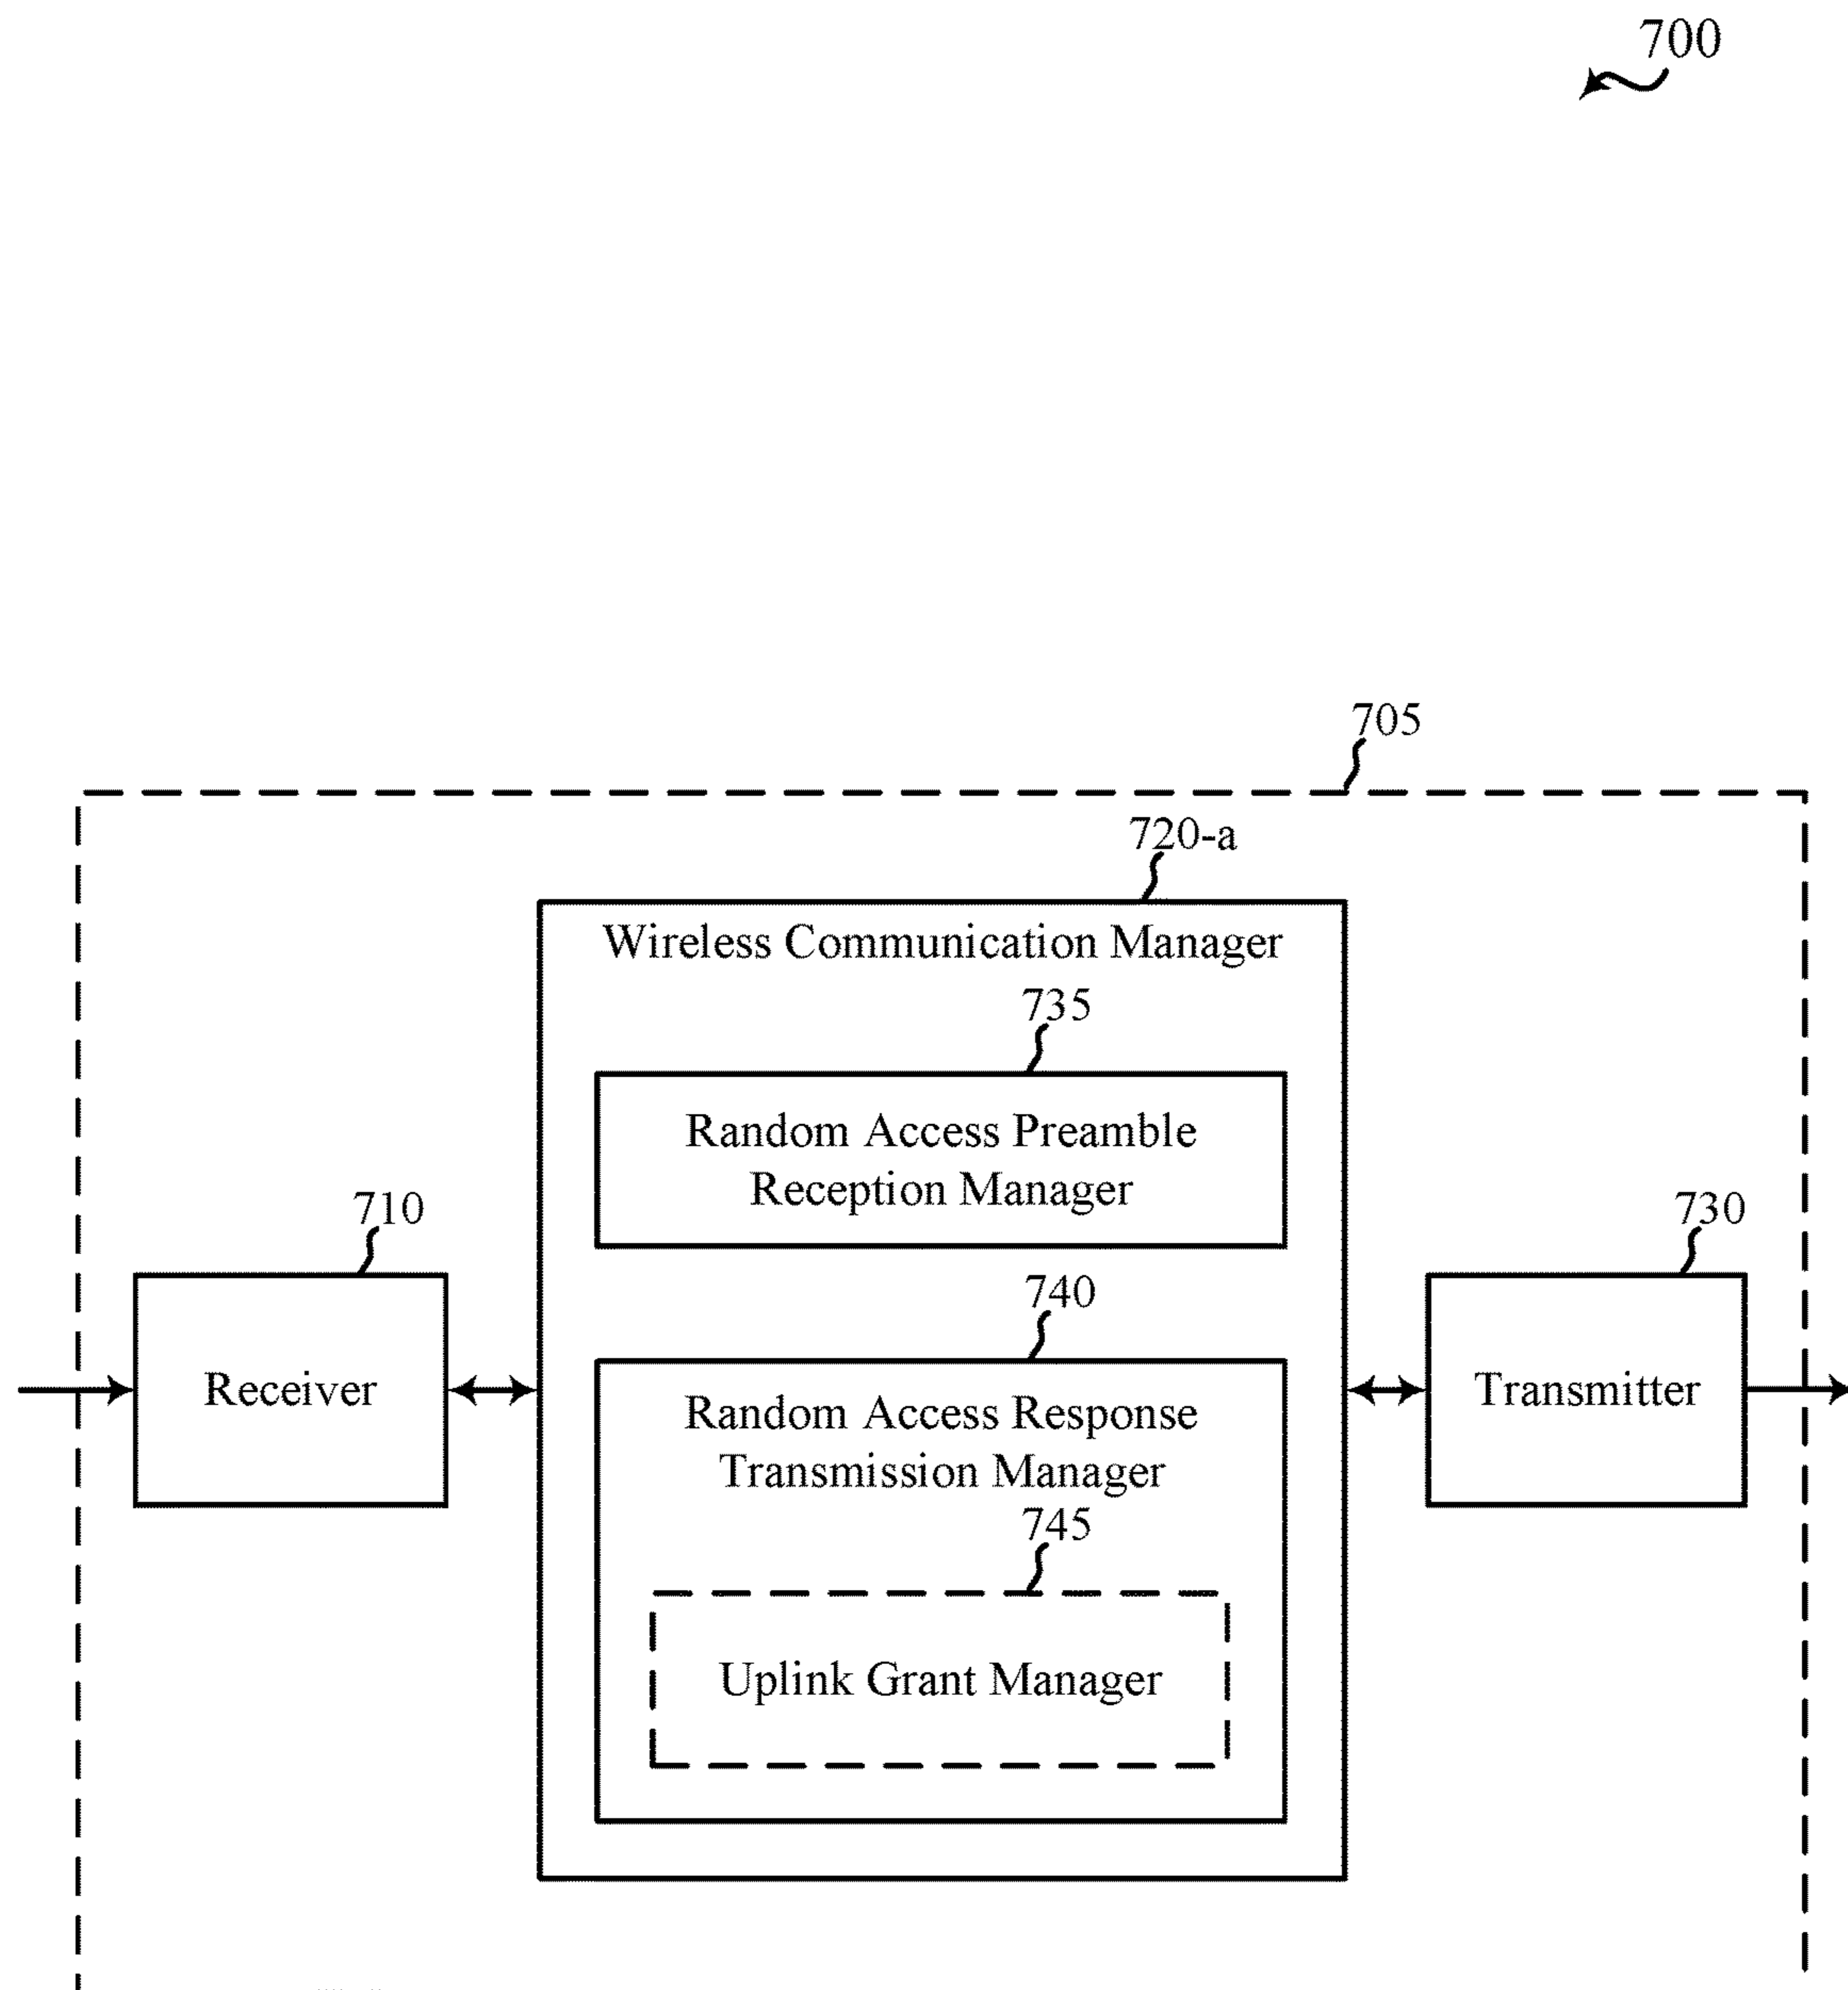 700
705
720-a
Wireless Communication Manager
735
Random Access Preamble
Reception Manager
710
730
740
Receiver
Transmitter
Random Access Response
Transmission Manager
745
Uplink Grant Manager